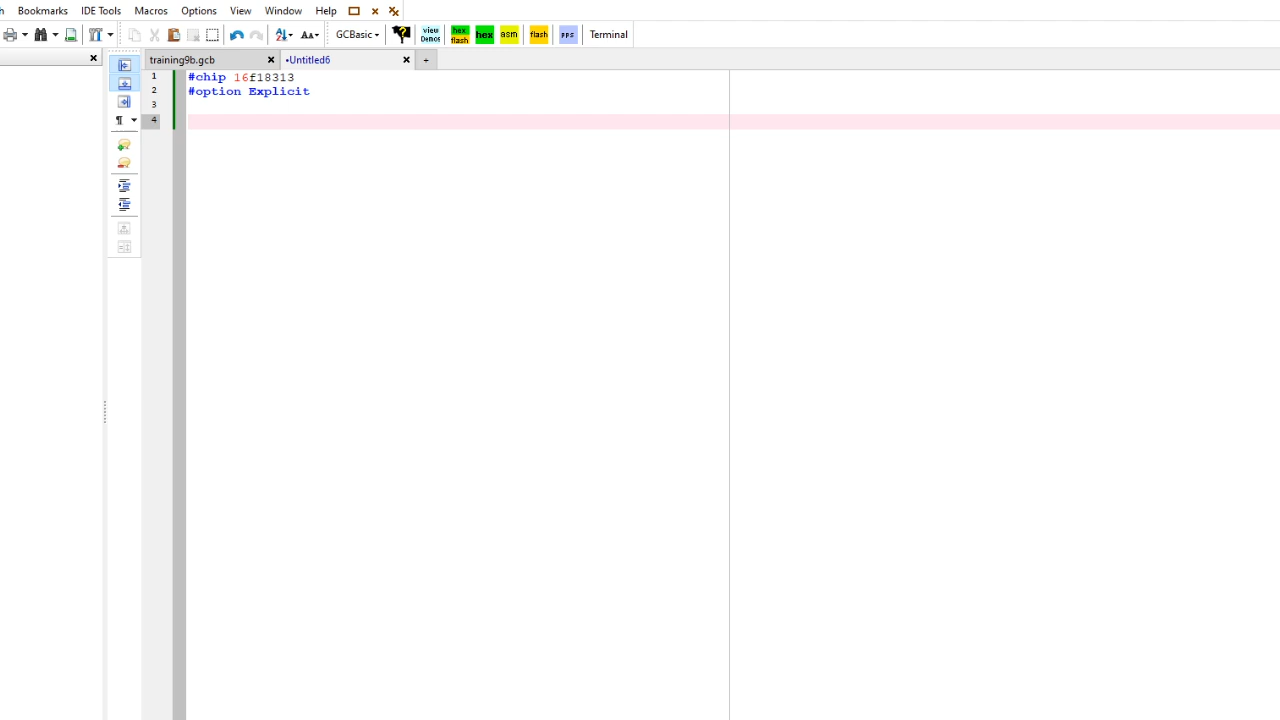 Bookmarks IDE Tools Macros Options View Window Help
GCBasic view Demos hex flash hex asm flash pps Terminal
training9b.gcb •Untitled6 +
1 #chip 16f18313
2 #option Explicit
3
4